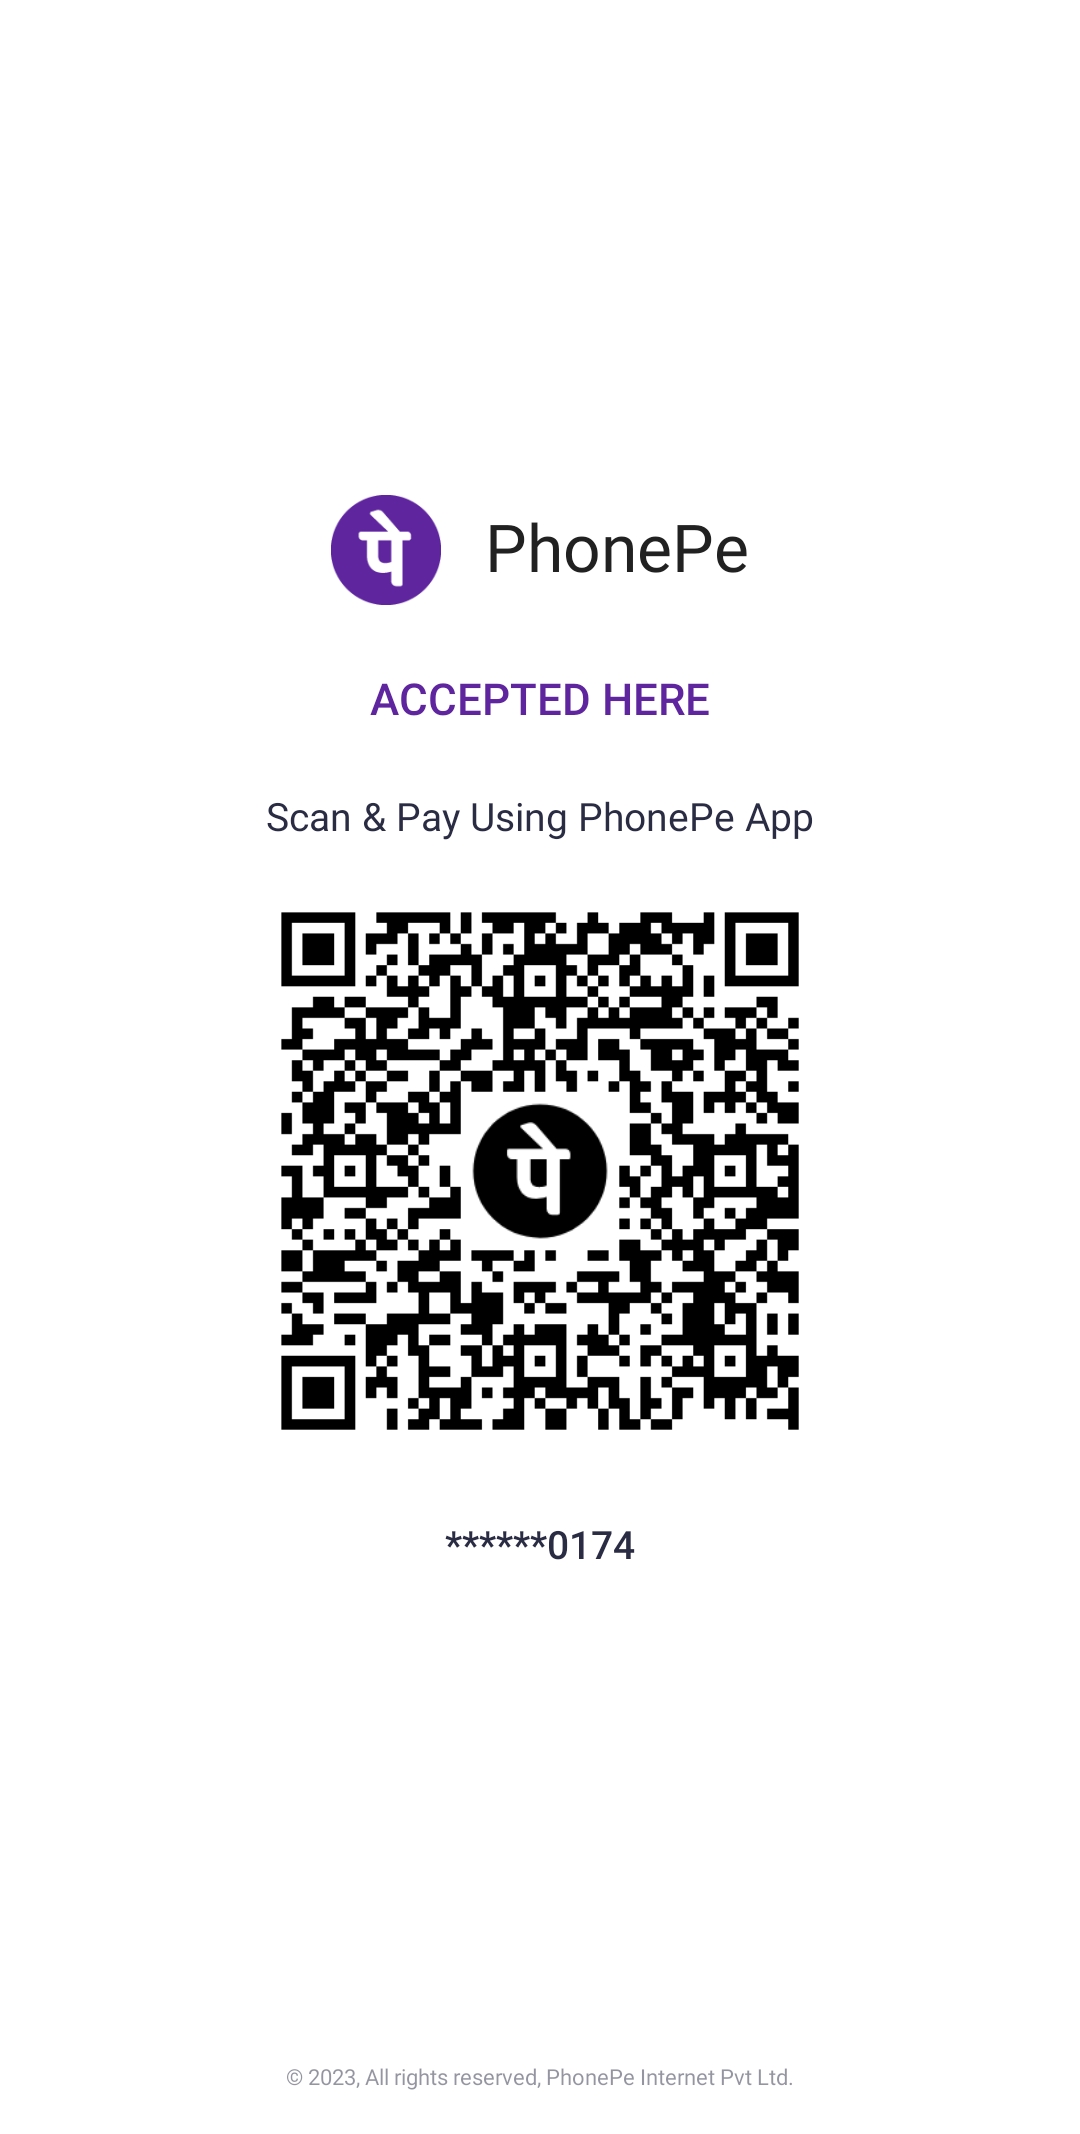 पे PhonePe
ACCEPTED HERE
Scan & Pay Using PhonePe App
पे
******0174
© 2023, All rights reserved, PhonePe Internet Pvt Ltd.